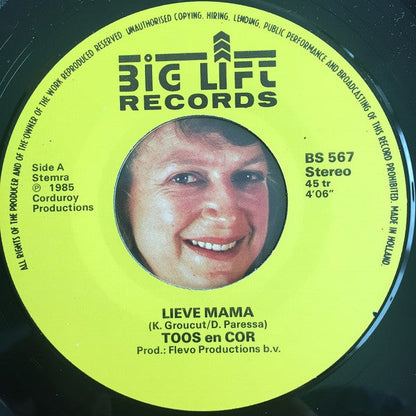 ALL RIGHTS OF THE PRODUCER AND OF THE OWNER OF THE WORK REPRODUCED RESERVED. UNAUTHORISED COPYING, HIRING, LENDING, PUBLIC PERFORMANCE AND BROADCASTING OF THIS RECORD PROHIBITED. MADE IN HOLLAND.
BIG LIFT
RECORDS
Side A
Stemra
℗ 1985
Corduroy
Productions
BS 567
Stereo
45 tr
4'06"
LIEVE MAMA
(K. Groucut/D. Paressa)
TOOS en COR
Prod.: Flevo Productions b.v.